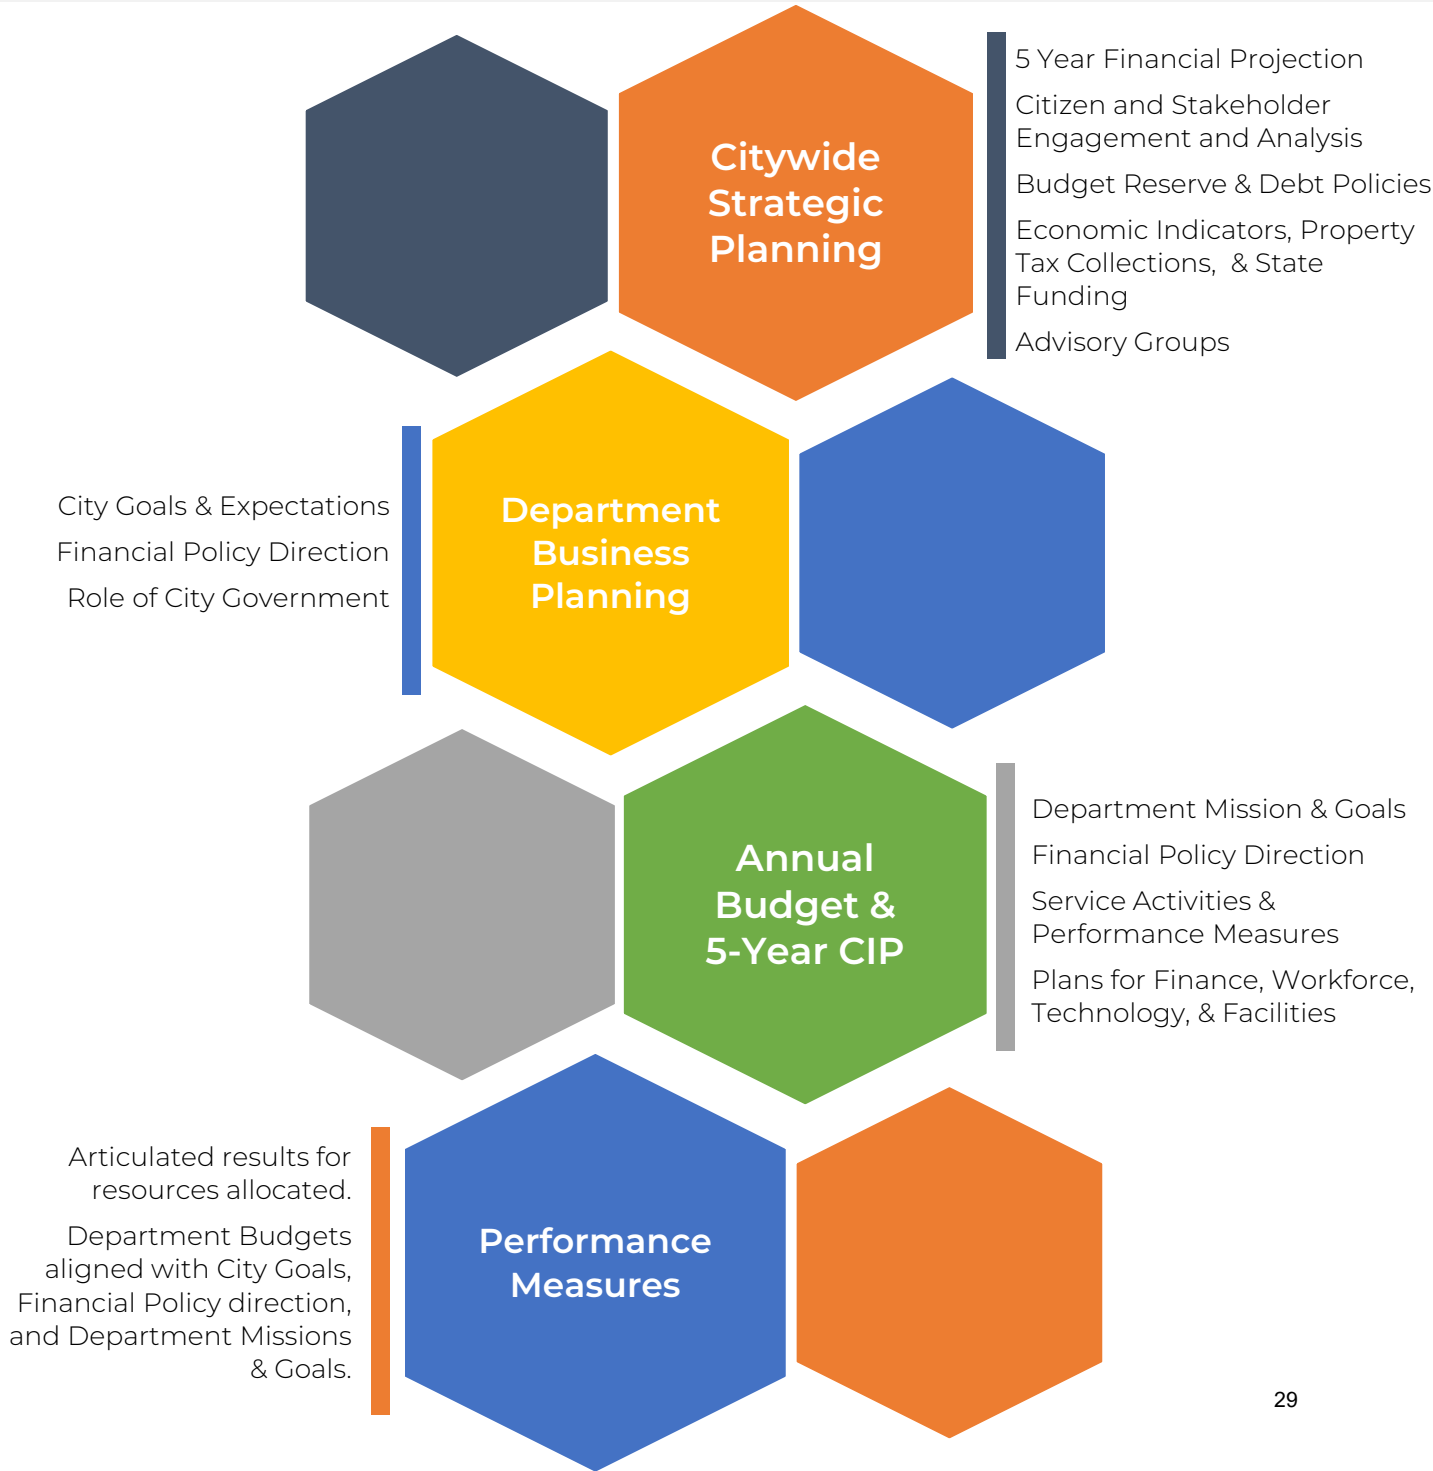 Citywide
Strategic
Planning
5 Year Financial Projection
Citizen and Stakeholder
Engagement and Analysis
Budget Reserve & Debt Policies
Economic Indicators, Property
Tax Collections, & State
Funding
Advisory Groups
City Goals & Expectations
Financial Policy Direction
Role of City Government
Department
Business
Planning
Annual
Budget &
5-Year CIP
Department Mission & Goals
Financial Policy Direction
Service Activities &
Performance Measures
Plans for Finance, Workforce,
Technology, & Facilities
Articulated results for
resources allocated.
Department Budgets
aligned with City Goals,
Financial Policy direction,
and Department Missions
& Goals.
Performance
Measures
29